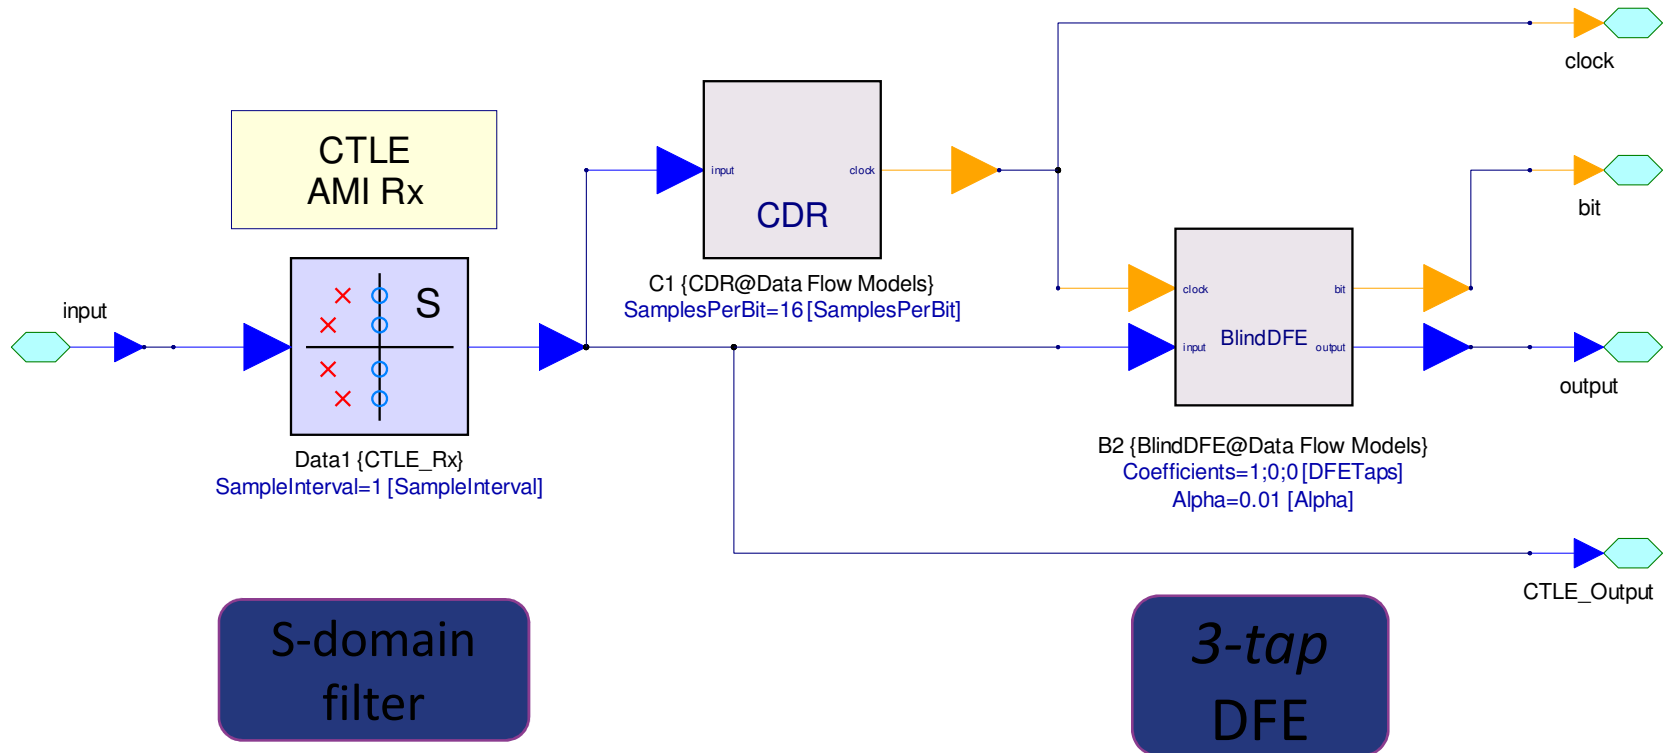 clock
CTLE
AMI Rx
input
clock
CDR
bit
C1 {CDR@Data Flow Models}
SamplesPerBit=16 [SamplesPerBit]
input
S
clock
bit
input
BlindDFE
output
output
Data1 {CTLE_Rx}
SampleInterval=1 [SampleInterval]
B2 {BlindDFE@Data Flow Models}
Coefficients=1;0;0 [DFETaps]
Alpha=0.01 [Alpha]
CTLE_Output
S-domain
filter
3-tap
DFE